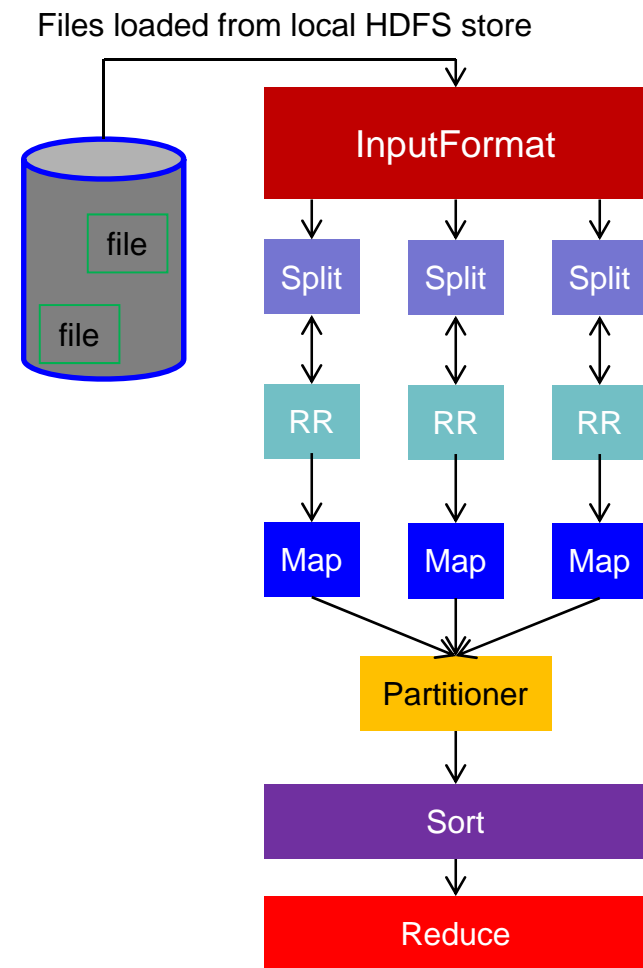 Files loaded from local HDFS store
InputFormat
file
file
Split
Split
Split
RR
RR
RR
Map
Map
Map
Partitioner
Sort
Reduce